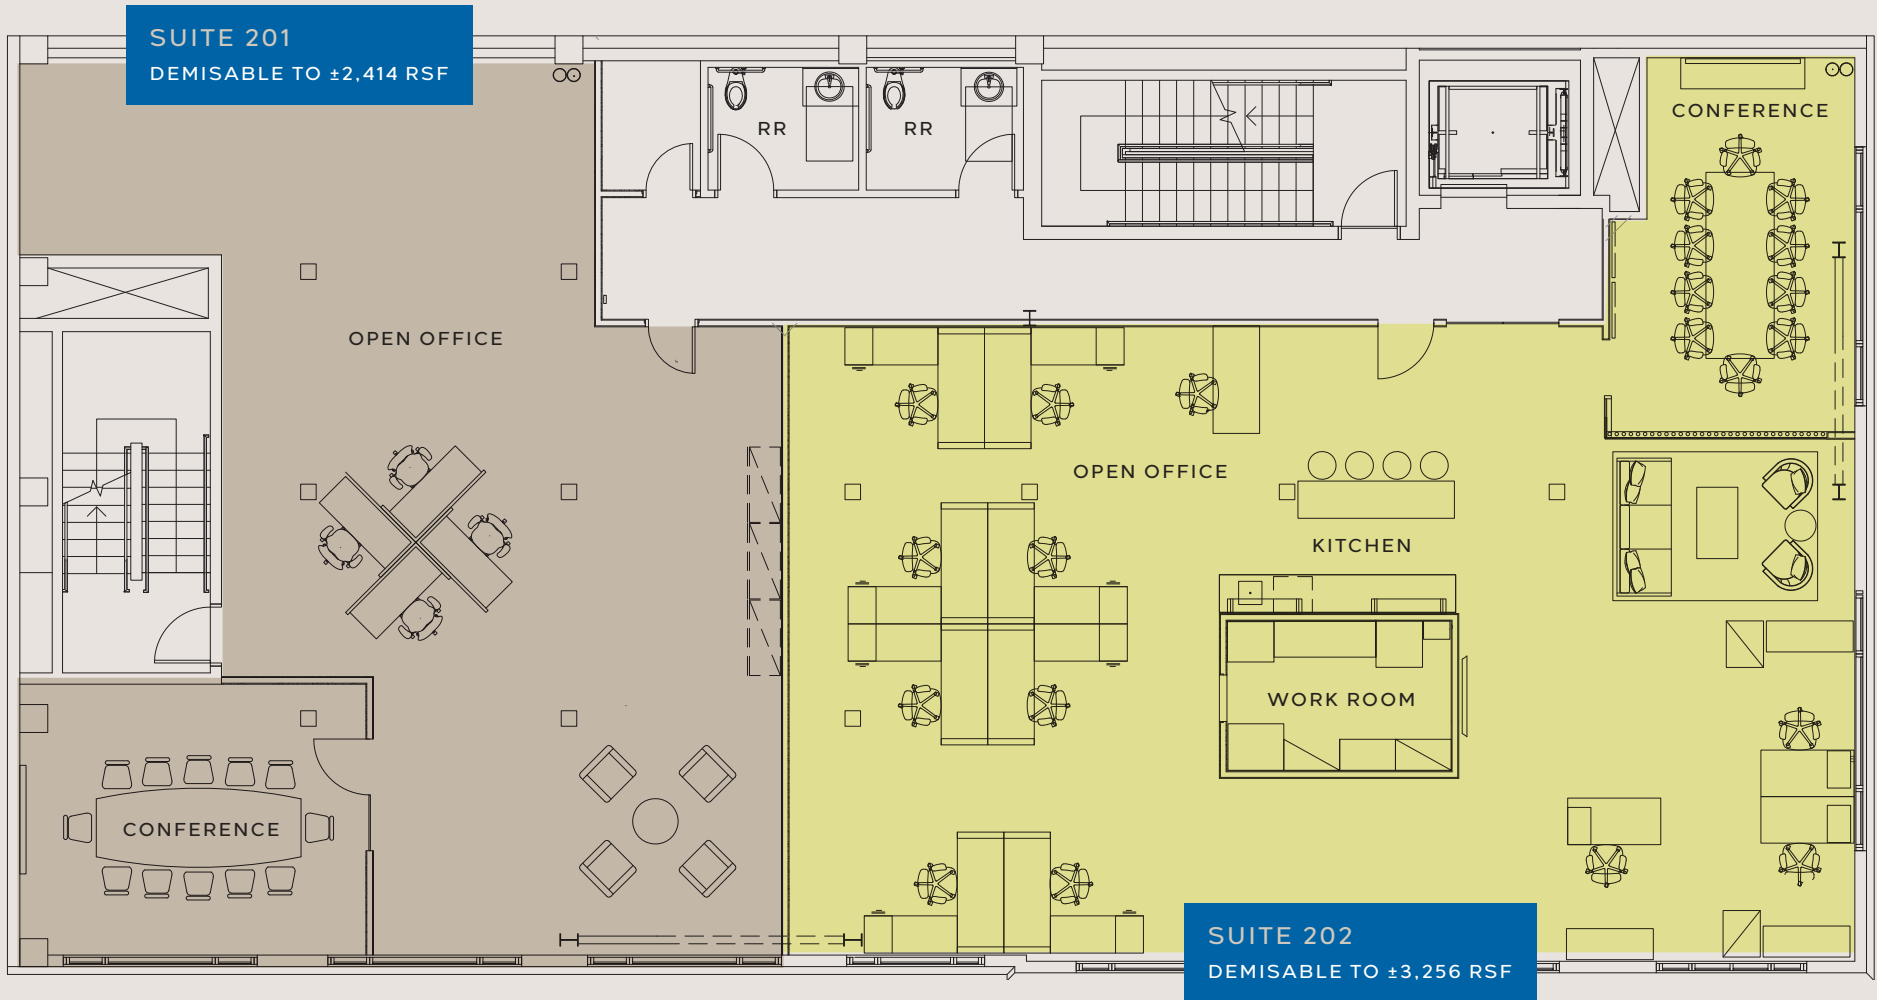 SUITE 201
DEMISABLE TO ±2,414 RSF
CONFERENCE
RR
RR
OPEN OFFICE
OPEN OFFICE
KITCHEN
WORK ROOM
CONFERENCE
SUITE 202
DEMISABLE TO ±3,256 RSF